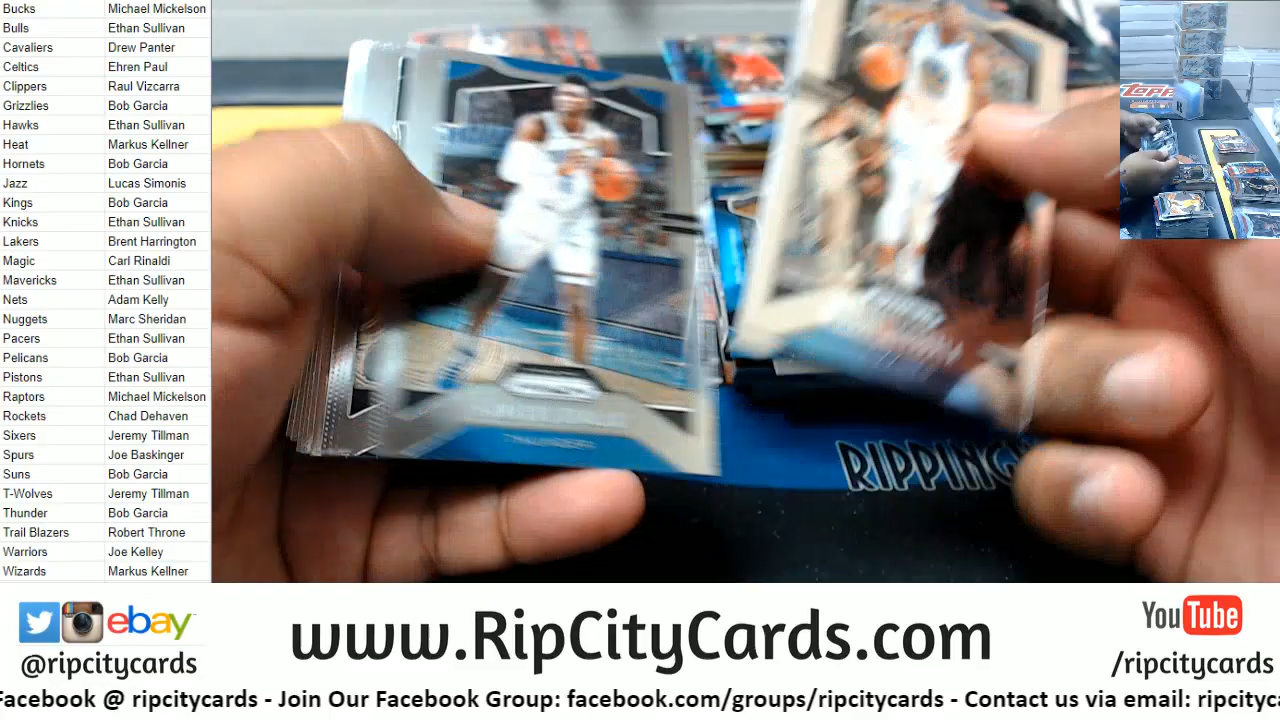 Bucks Michael Mickelson
Bulls Ethan Sullivan
Cavaliers Drew Panter
Celtics Ehren Paul
Clippers Raul Vizcarra
Grizzlies Bob Garcia
Hawks Ethan Sullivan
Heat Markus Kellner
Hornets Bob Garcia
Jazz Lucas Simonis
Kings Bob Garcia
Knicks Ethan Sullivan
Lakers Brent Harrington
Magic Carl Rinaldi
Mavericks Ethan Sullivan
Nets Adam Kelly
Nuggets Marc Sheridan
Pacers Ethan Sullivan
Pelicans Bob Garcia
Pistons Ethan Sullivan
Raptors Michael Mickelson
Rockets Chad Dehaven
Sixers Jeremy Tillman
Spurs Joe Baskinger
Suns Bob Garcia
T-Wolves Jeremy Tillman
Thunder Bob Garcia
Trail Blazers Robert Throne
Warriors Joe Kelley
Wizards Markus Kellner
TOPPS
THUNDER
RIPPING
ebay
@ripcitycards
www.RipCityCards.com
YouTube
/ripcitycards
Facebook @ ripcitycards - Join Our Facebook Group: facebook.com/groups/ripcitycards - Contact us via email: ripcityc